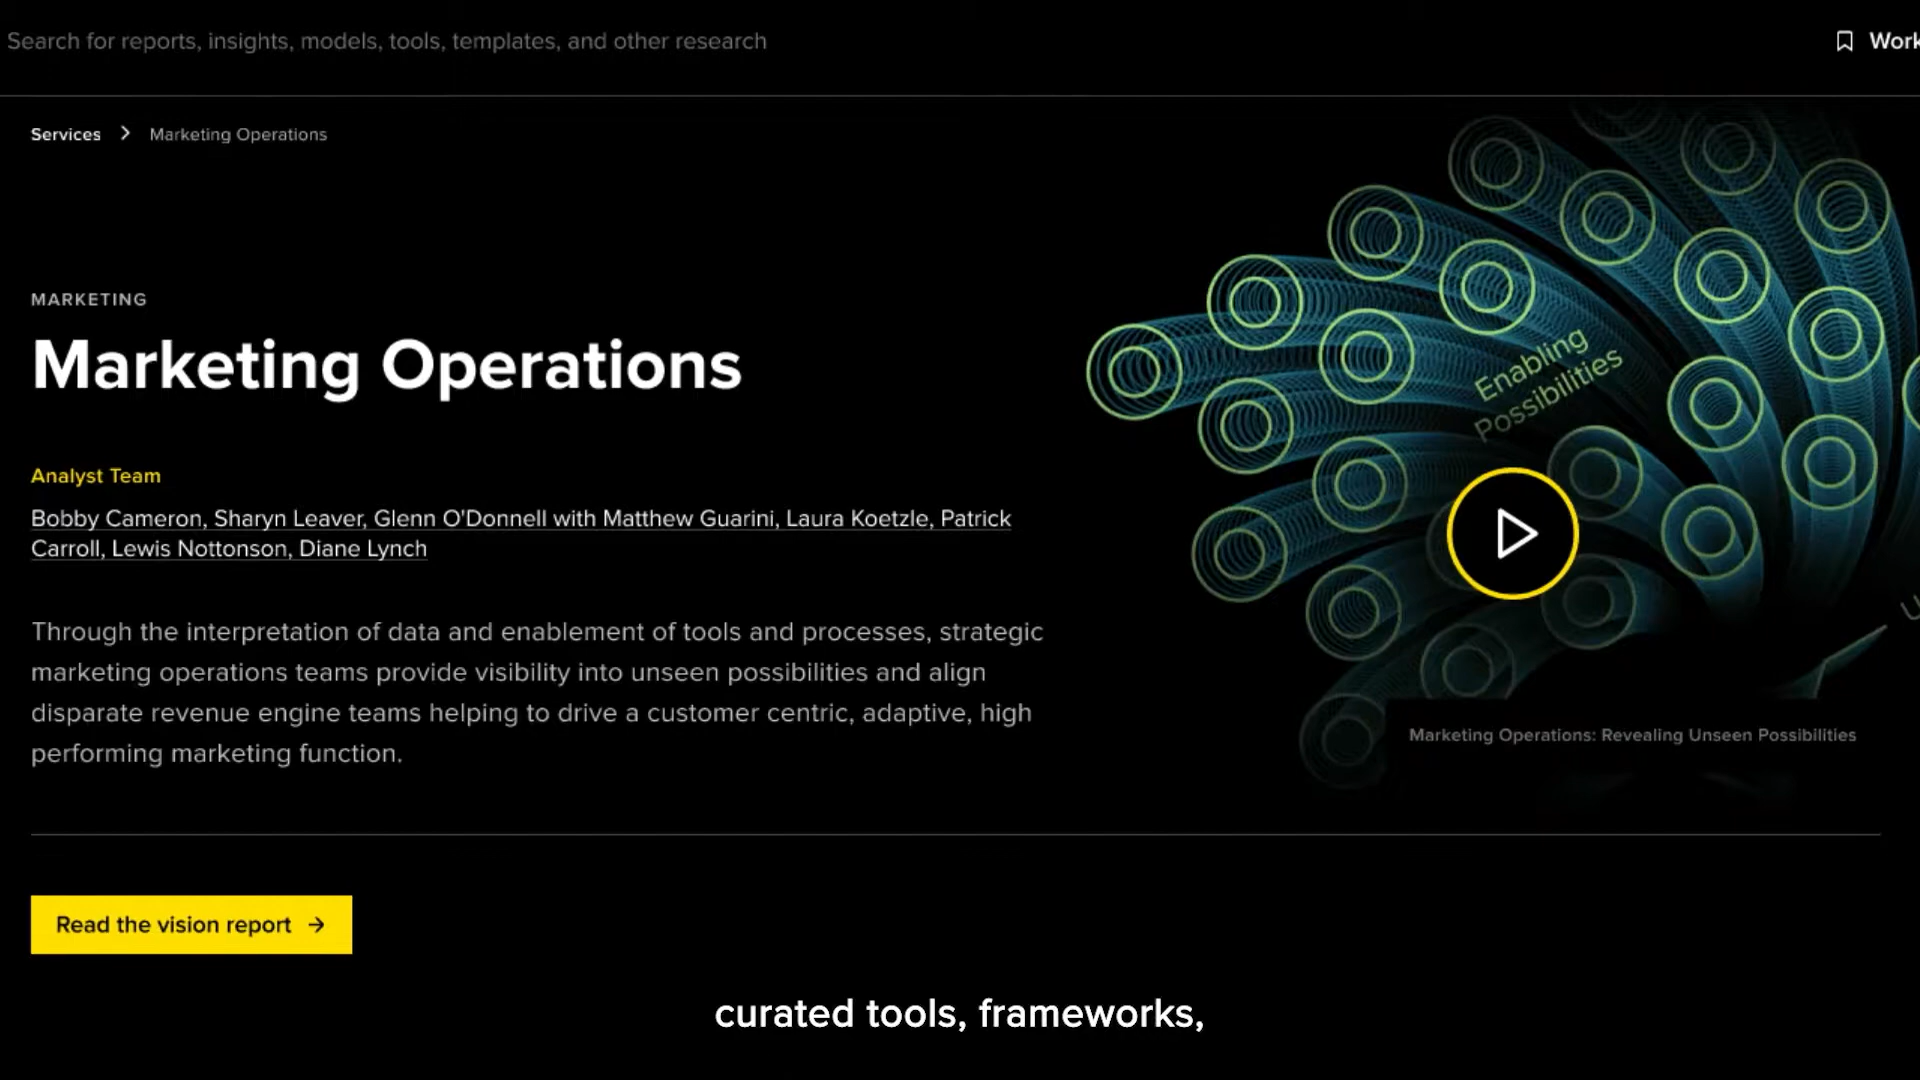 Search for reports, insights, models, tools, templates, and other research
Work
Services
Marketing Operations
MARKETING
Marketing Operations
Analyst Team
Bobby Cameron, Sharyn Leaver, Glenn O'Donnell with Matthew Guarini, Laura Koetzle, Patrick
Carroll, Lewis Nottonson, Diane Lynch
Through the interpretation of data and enablement of tools and processes, strategic
marketing operations teams provide visibility into unseen possibilities and align
disparate revenue engine teams helping to drive a customer centric, adaptive, high
performing marketing function.
Enabling
Possibilities
Marketing Operations: Revealing Unseen Possibilities
Read the vision report
curated tools, frameworks,